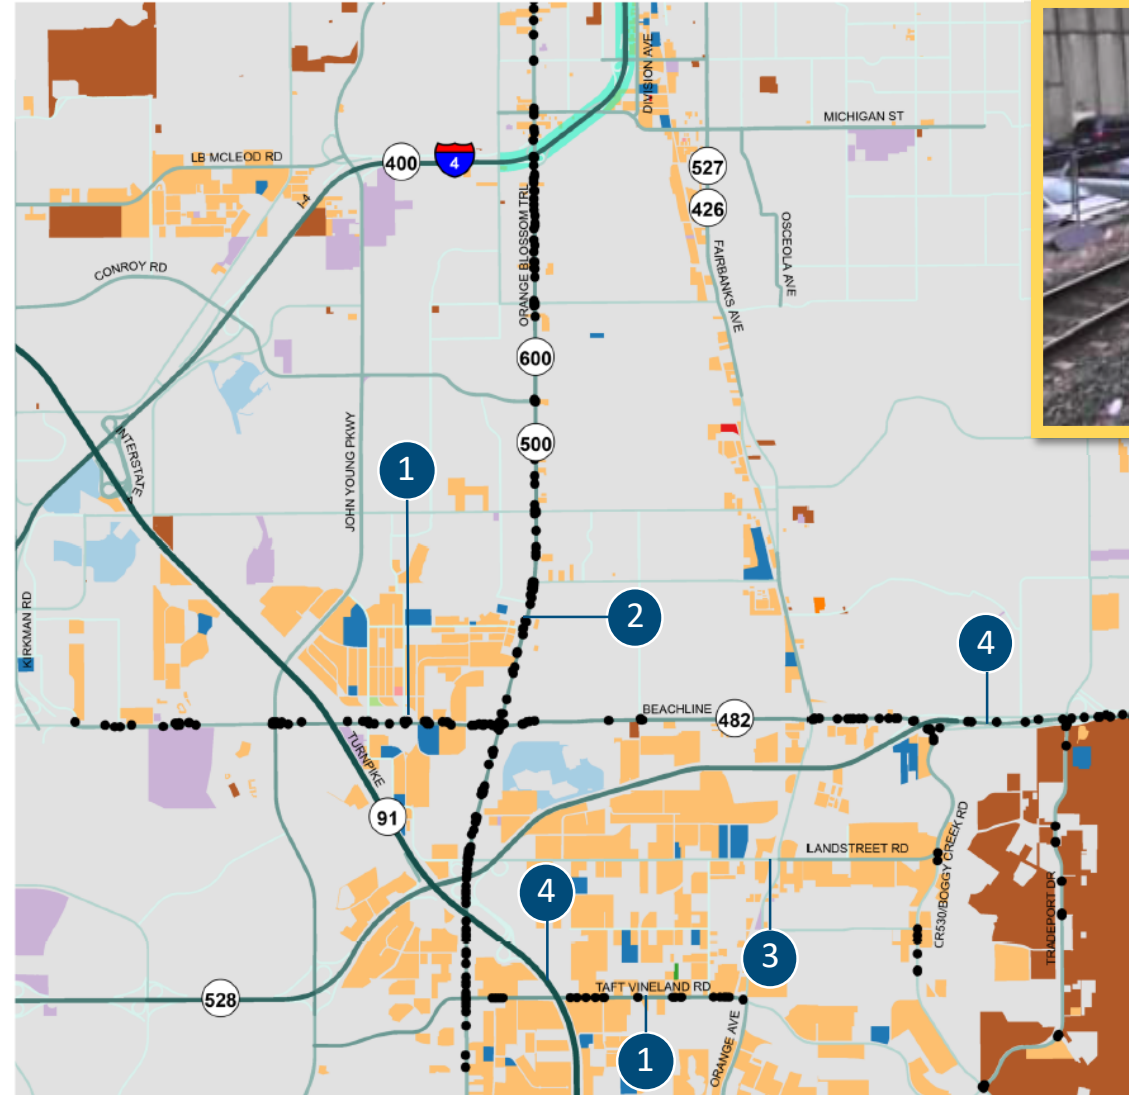 DIVISION AVE
MICHIGAN ST
LB MCLEOD RD
400
4
527
I-4
426
ORANGE BLOSSOM TRL
OSCEOLA AVE
CONROY RD
FAIRBANKS AVE
600
500
INTERSTATE
JOHN YOUNG PKWY
1
KIRKMAN RD
2
4
BEACHLINE
482
TURNPIKE
91
LANDSTREET RD
CR530/BOGGY CREEK RD
4
TRADEPORT DR
3
528
TAFT VINELAND RD
ORANGE AVE
1